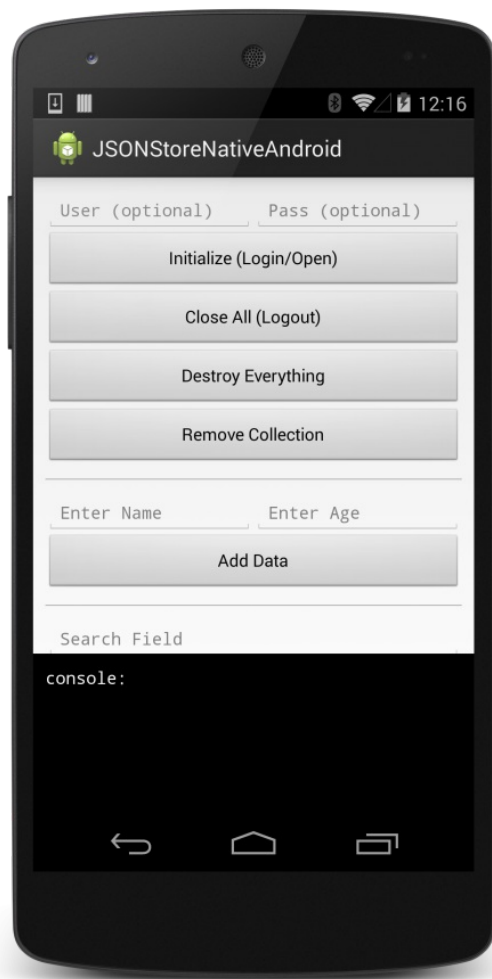 12:16
JSONStoreNativeAndroid
User (optional) Pass (optional)
Initialize (Login/Open)
Close All (Logout)
Destroy Everything
Remove Collection
Enter Name Enter Age
Add Data
Search Field
console: